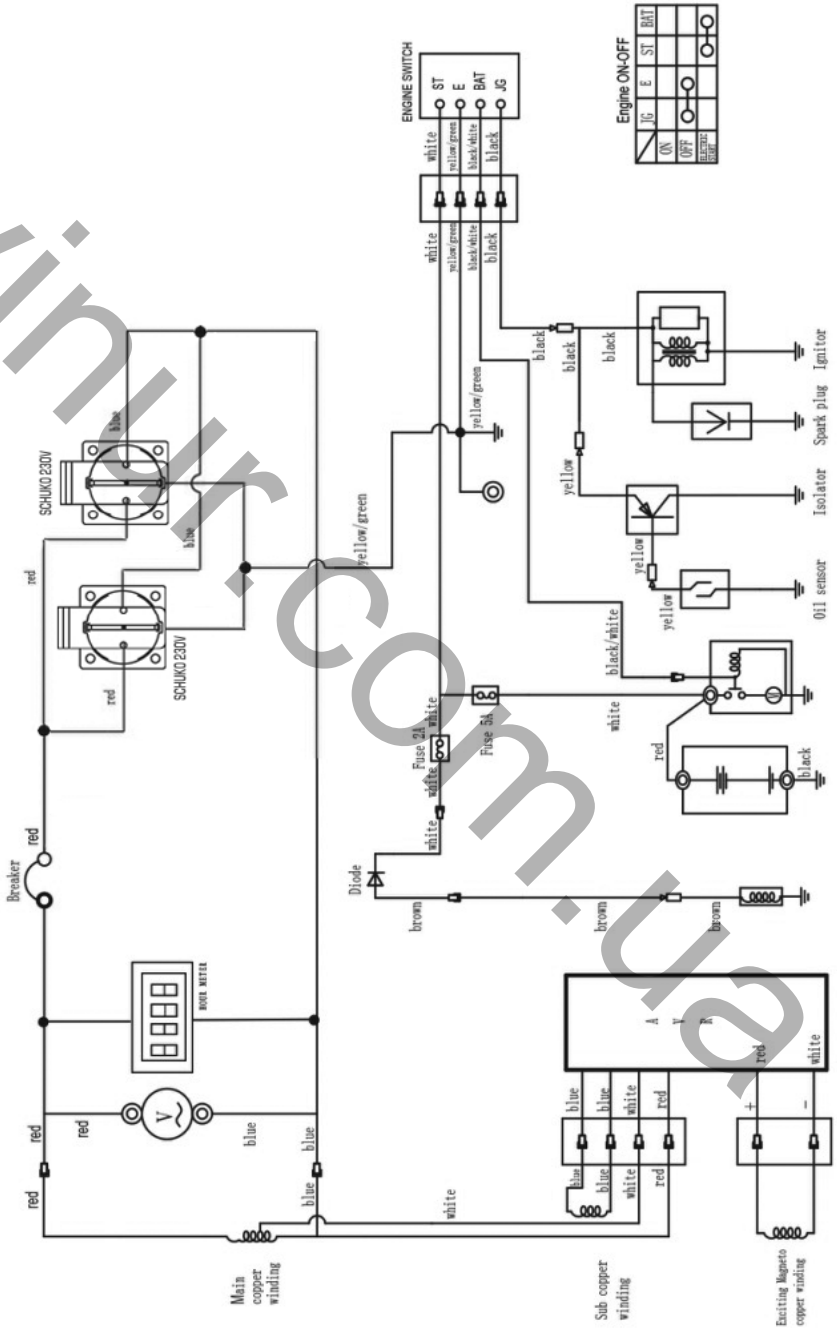 Engine ON-OFF
JG E ST BAT
ON
OFF
ELECTRIC START
ENGINE SWITCH
ST
E
BAT
JG
white
yellow/green
black/white
black
white
yellow/green
black/white
black
SCHUKO 230V
SCHUKO 230V
blue
blue
red
red
red
Breaker
yellow/green
yellow/green
black
black
black
Ignitor
Spark plug
Isolator
Oil sensor
yellow
yellow
yellow
black/white
white
Fuse 2A
white
white
Fuse 5A
red
black
white
Diode
brown
brown
brown
HOUR METER
V
red
red
blue
blue
red
blue
Main
copper
winding
white
Sub copper
winding
blue
blue
white
red
blue
blue
white
red
A V R
red
white
+
-
Exciting Magneto
copper winding
vinur.com.ua